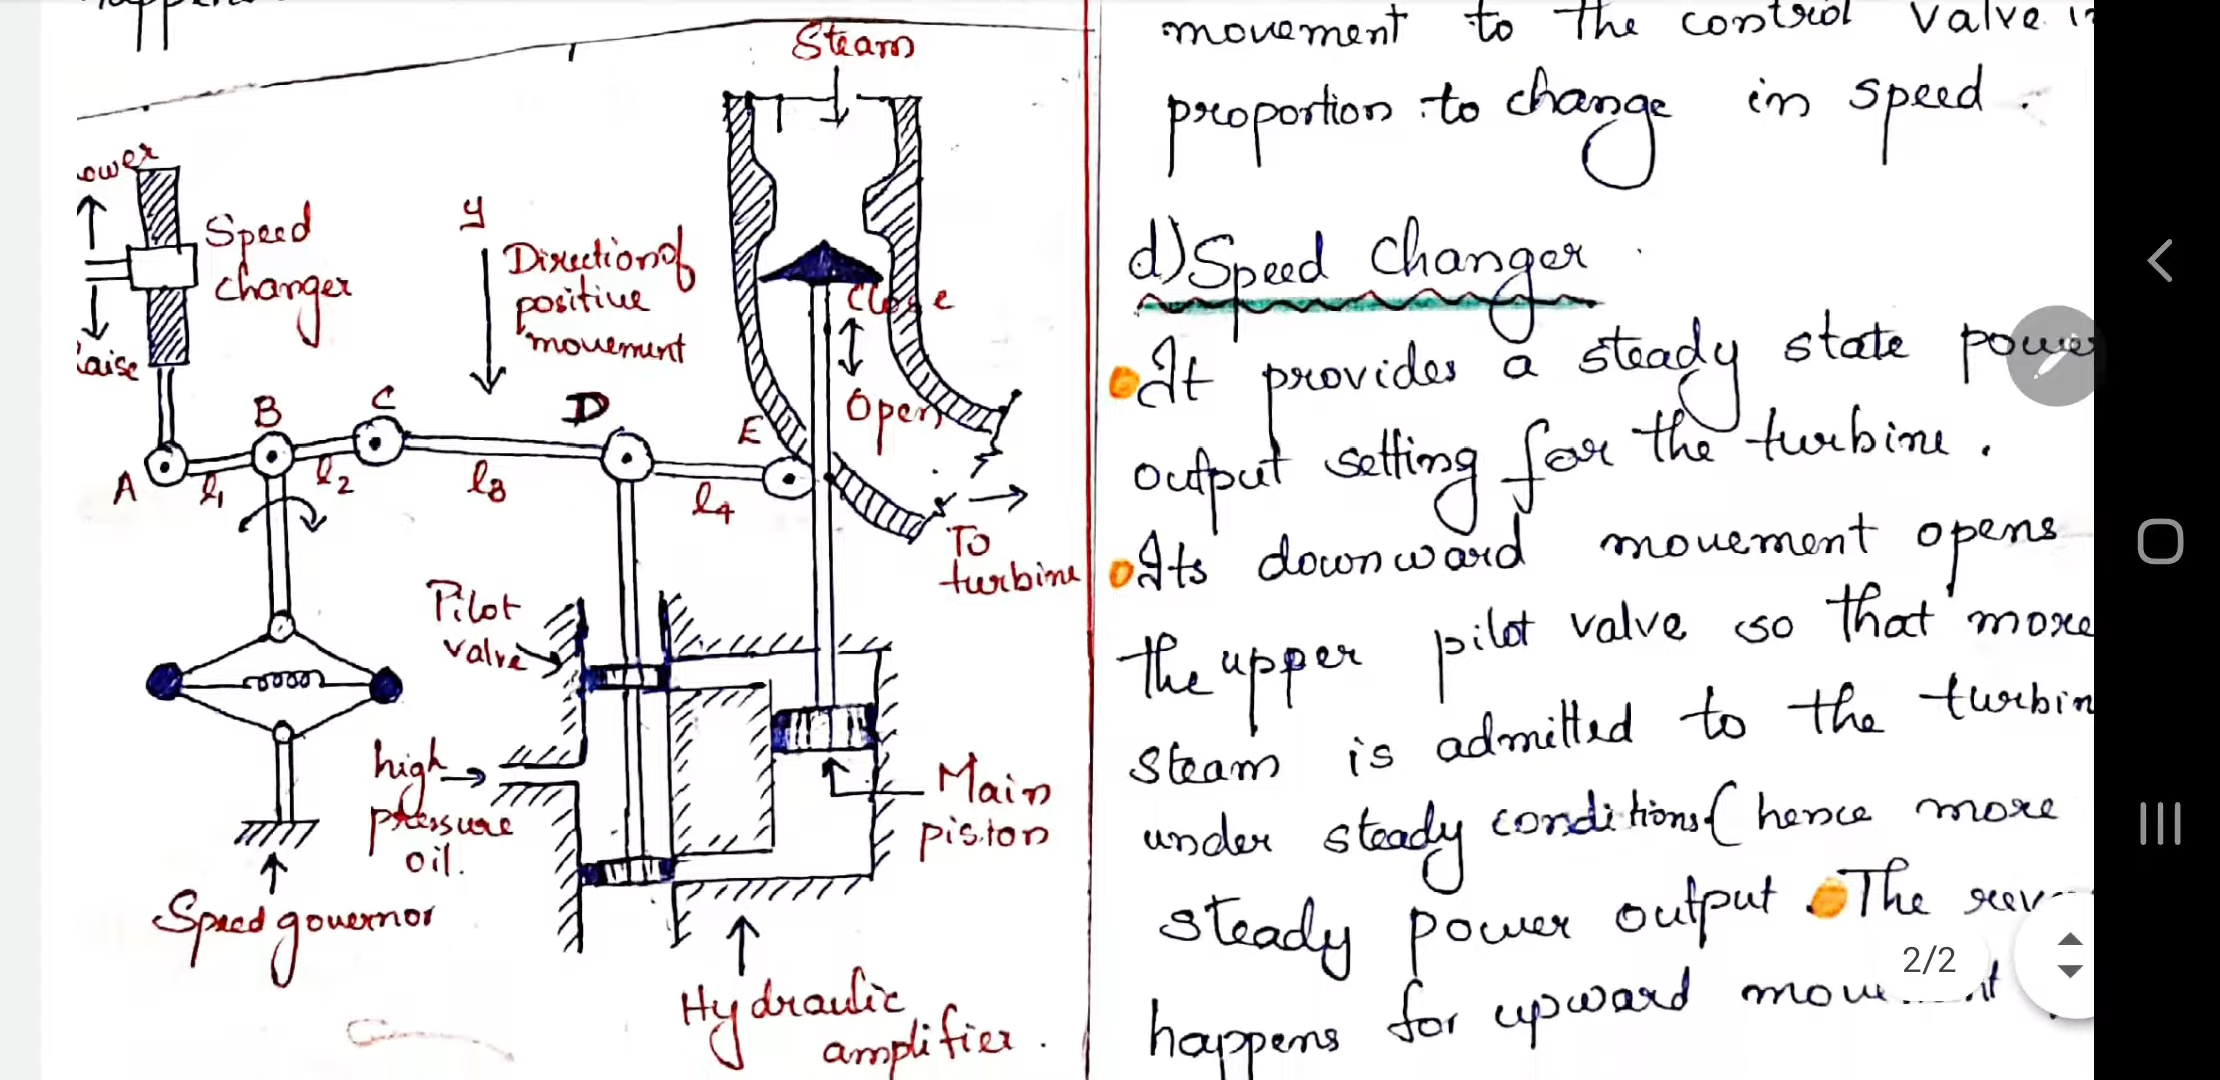 Steam
Speed
changer
y
Direction of
positive
movement
Close
Open
A
B
C
D
E
l1
l2
l3
l4
To
turbine
Pilot
valve
high
pressure
oil.
Main
piston
Speed governor
Hydraulic
amplifier.
movement to the control valve in
proportion to change in speed.
d) Speed Changer
It provides a steady state power
output setting for the turbine.
Its downward movement opens
the upper pilot valve so that more
steam is admitted to the turbin
under steady conditions (hence more
steady power output. The rev
happens for upward
2/2